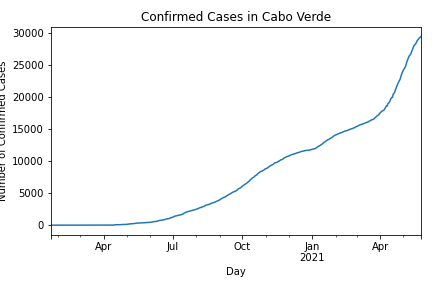 Confirmed Cases in Cabo Verde
Number of Confirmed Cases
30000
25000
20000
15000
10000
5000
0
Apr
Jul
Oct
Jan
2021
Apr
Day